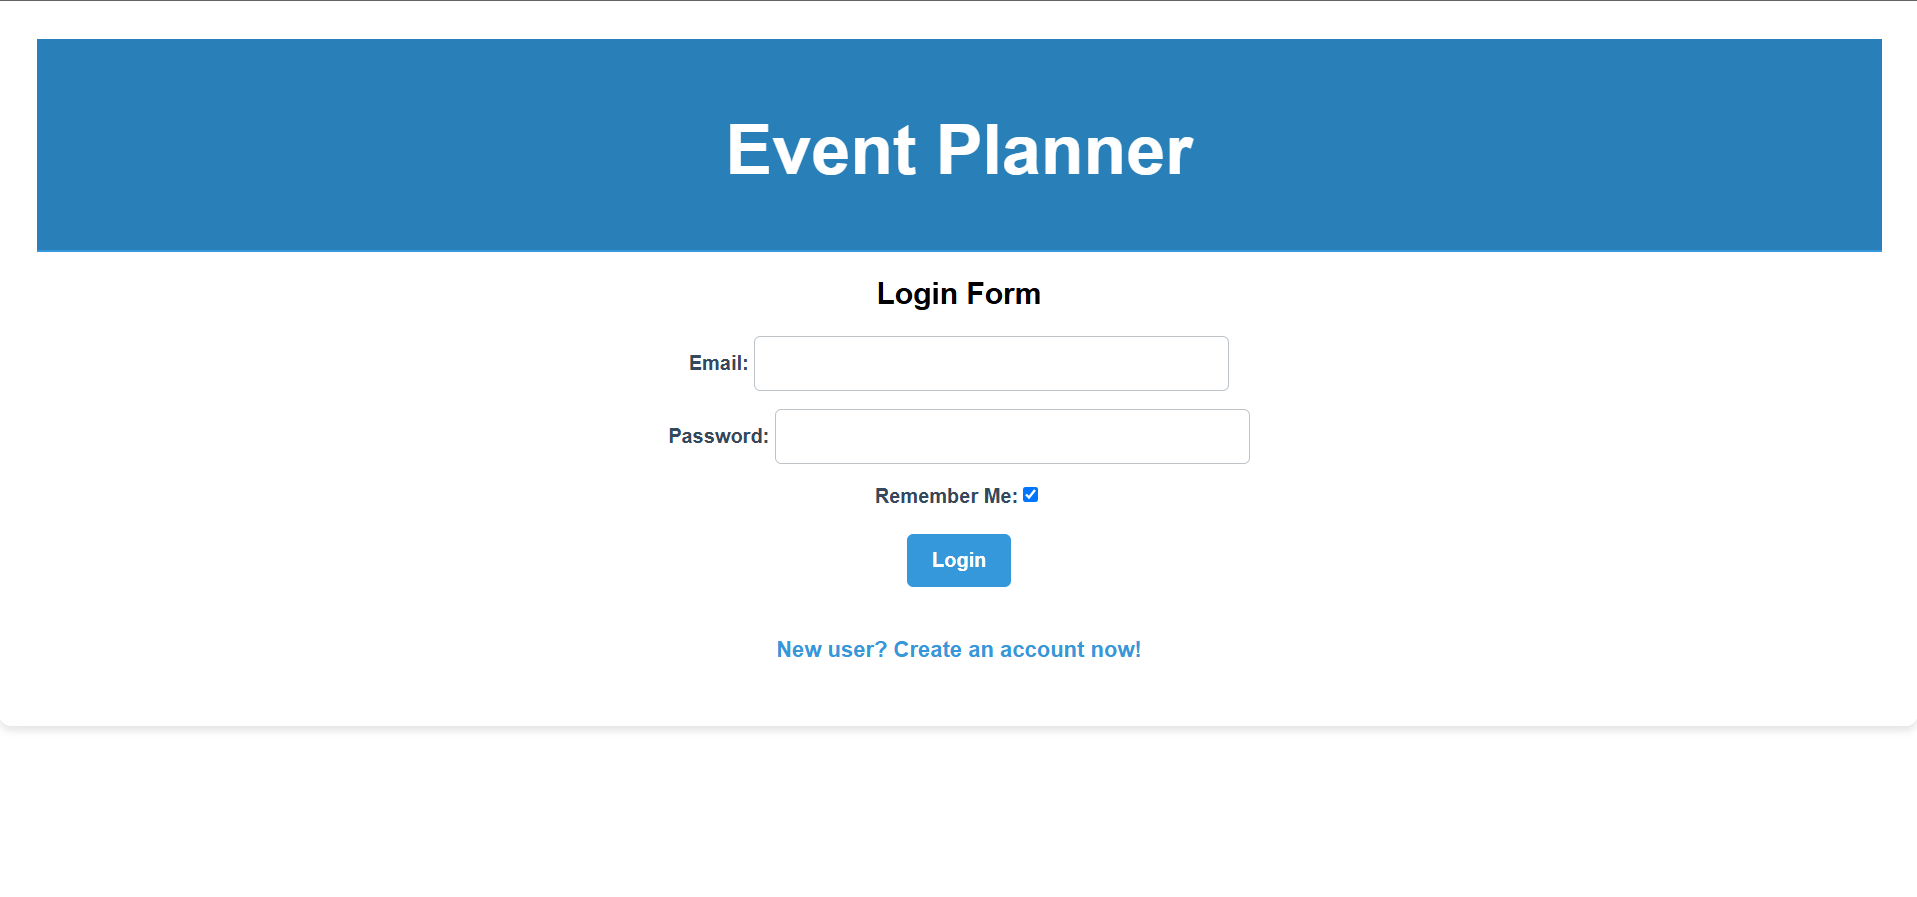 Event Planner
Login Form
Email:
Password:
Remember Me:
Login
New user? Create an account now!